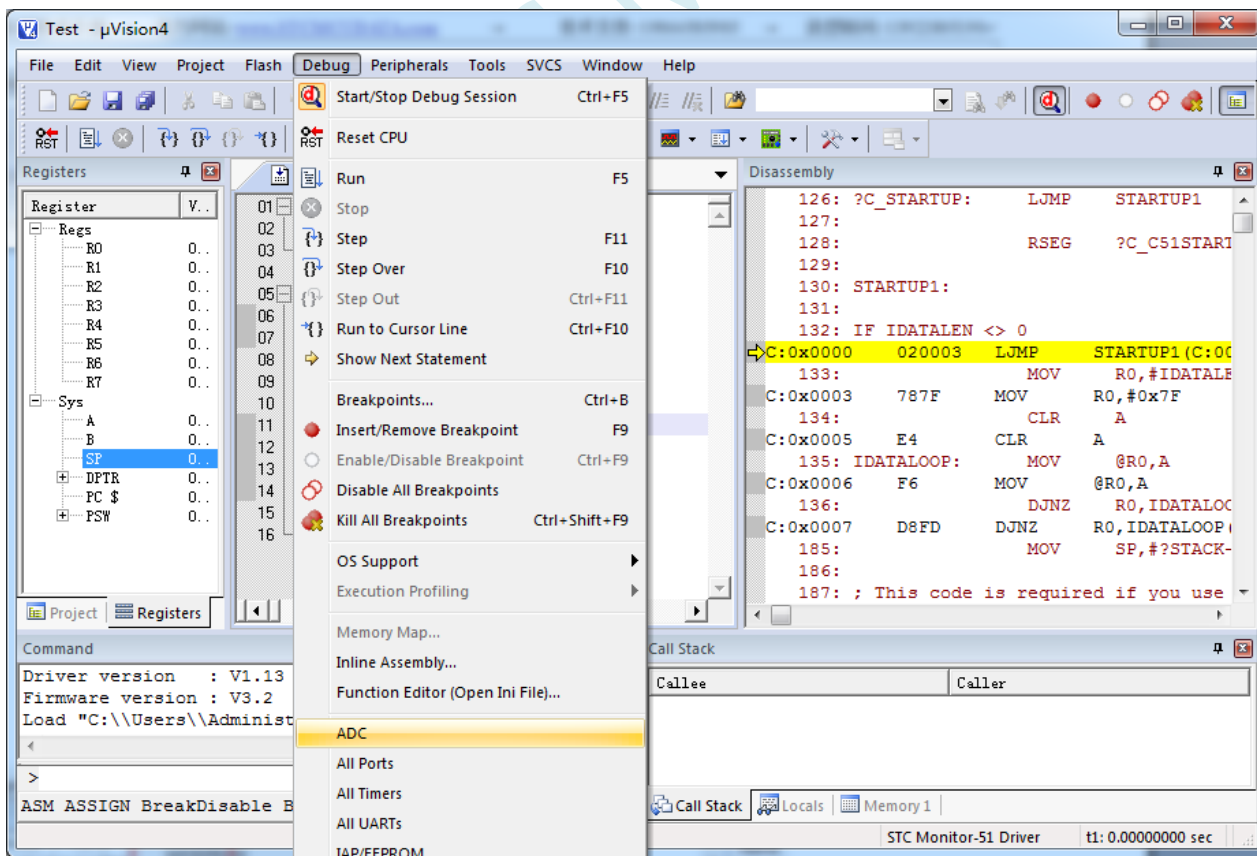 Test - µVision4
File Edit View Project Flash Debug Peripherals Tools SVCS Window Help
Start/Stop Debug Session Ctrl+F5
Reset CPU
Run F5
Stop
Step F11
Step Over F10
Step Out Ctrl+F11
Run to Cursor Line Ctrl+F10
Show Next Statement
Breakpoints... Ctrl+B
Insert/Remove Breakpoint F9
Enable/Disable Breakpoint Ctrl+F9
Disable All Breakpoints
Kill All Breakpoints Ctrl+Shift+F9
OS Support
Execution Profiling
Memory Map...
Inline Assembly...
Function Editor (Open Ini File)...
ADC
All Ports
All Timers
All UARTs
IAP/EEPROM
RST
RST
Registers
Register V..
Regs
R0 0..
R1 0..
R2 0..
R3 0..
R4 0..
R5 0..
R6 0..
R7 0..
Sys
A 0..
B 0..
SP 0..
DPTR 0..
PC $ 0..
PSW 0..
Project Registers
01
02
03
04
05
06
07
08
09
10
11
12
13
14
15
16
Disassembly
126: ?C_STARTUP: LJMP STARTUP1
127:
128: RSEG ?C_C51START
129:
130: STARTUP1:
131:
132: IF IDATALEN <> 0
C:0x0000 020003 LJMP STARTUP1(C:00
133: MOV R0,#IDATALE
C:0x0003 787F MOV R0,#0x7F
134: CLR A
C:0x0005 E4 CLR A
135: IDATALOOP: MOV @R0,A
C:0x0006 F6 MOV @R0,A
136: DJNZ R0,IDATALOO
C:0x0007 D8FD DJNZ R0,IDATALOOP(
185: MOV SP,#?STACK-
186:
187: ; This code is required if you use
Command
Driver version : V1.13
Firmware version : V3.2
Load "C:\\Users\\Administ
>
ASM ASSIGN BreakDisable B
Call Stack
Callee Caller
Call Stack Locals Memory 1
STC Monitor-51 Driver t1: 0.00000000 sec